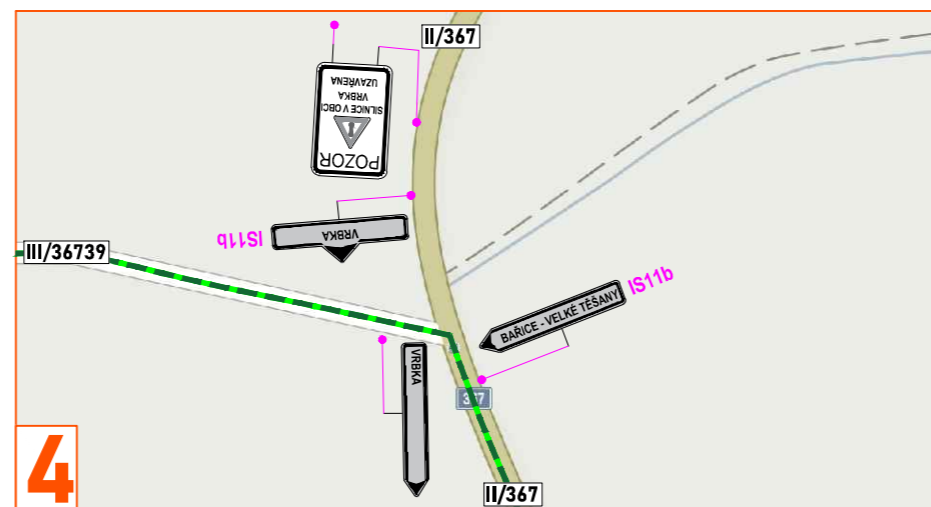 II/367
POZOR
SILNICE V OBCI
VRBKA
UZAVŘENA
IS11b
VRBKA
III/36739
IS11b
BAŘICE - VELKÉ TĚŠANY
VRBKA
367
4
II/367